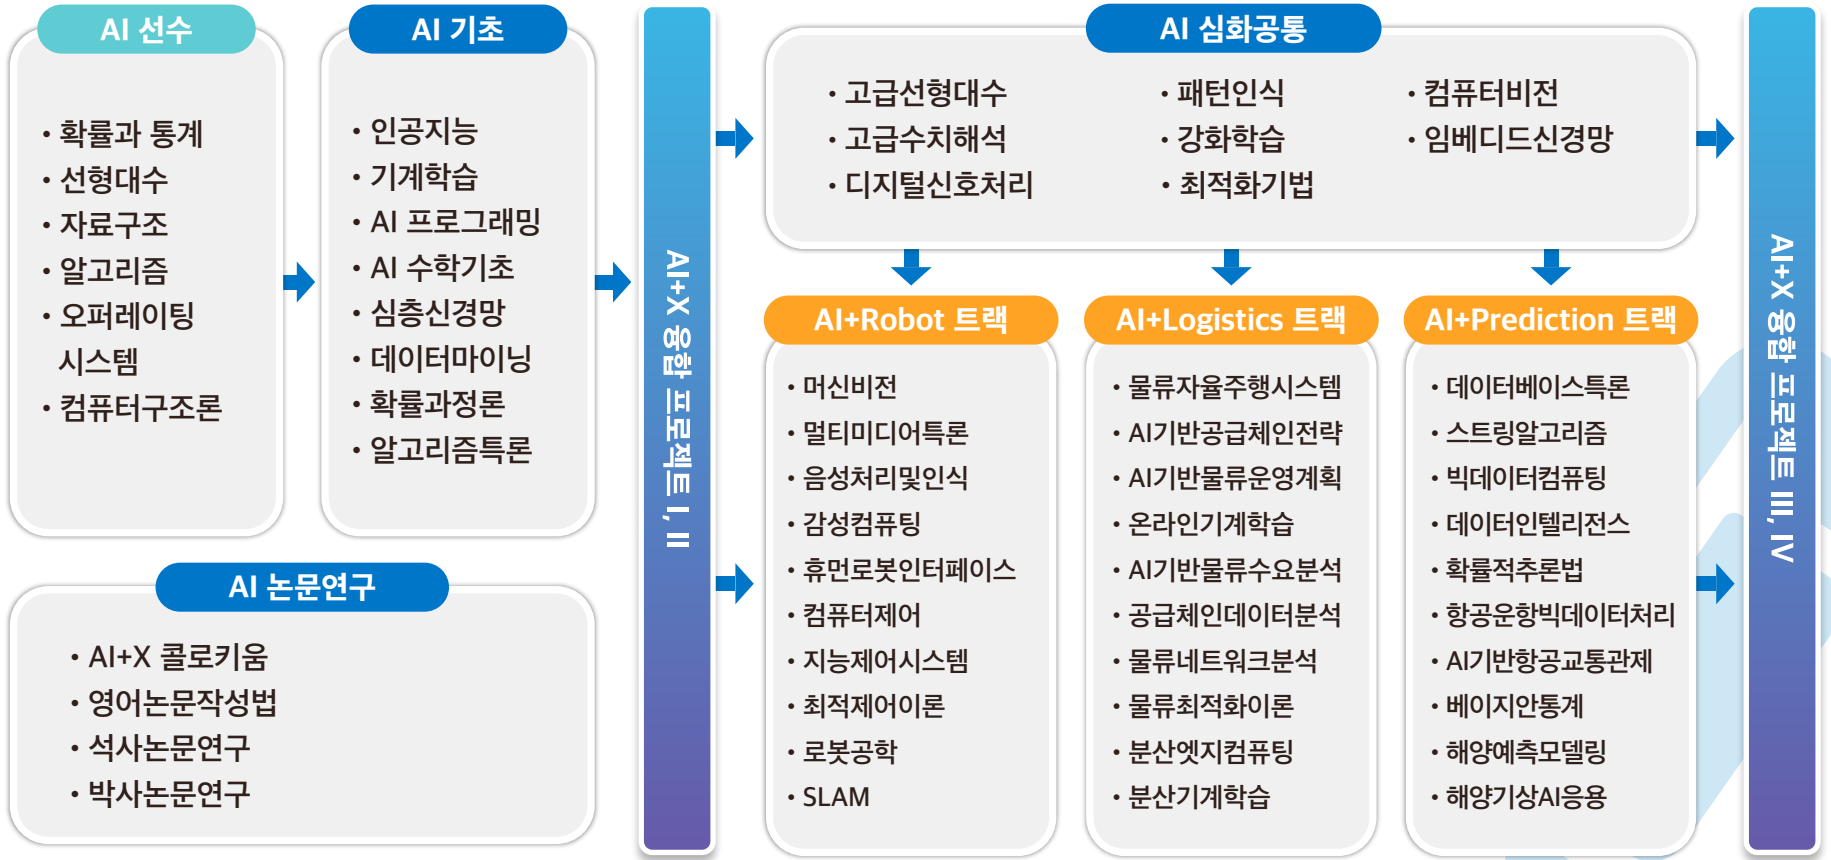 AI 선수
• 확률과 통계
• 선형대수
• 자료구조
• 알고리즘
• 오퍼레이팅
시스템
• 컴퓨터구조론
AI 기초
• 인공지능
• 기계학습
• AI 프로그래밍
• AI 수학기초
• 심층신경망
• 데이터마이닝
• 확률과정론
• 알고리즘특론
AI 논문연구
• AI+X 콜로키움
• 영어논문작성법
• 석사논문연구
• 박사논문연구
AI+X 융합 프로젝트 I, II
AI 심화공통
• 고급선형대수
• 고급수치해석
• 디지털신호처리
• 패턴인식
• 강화학습
• 최적화기법
• 컴퓨터비전
• 임베디드신경망
AI+Robot 트랙
• 머신비전
• 멀티미디어특론
• 음성처리및인식
• 감성컴퓨팅
• 휴먼로봇인터페이스
• 컴퓨터제어
• 지능제어시스템
• 최적제어이론
• 로봇공학
• SLAM
AI+Logistics 트랙
• 물류자율주행시스템
• AI기반공급체인전략
• AI기반물류운영계획
• 온라인기계학습
• AI기반물류수요분석
• 공급체인데이터분석
• 물류네트워크분석
• 물류최적화이론
• 분산엣지컴퓨팅
• 분산기계학습
AI+Prediction 트랙
• 데이터베이스특론
• 스트링알고리즘
• 빅데이터컴퓨팅
• 데이터인텔리전스
• 확률적추론법
• 항공운항빅데이터처리
• AI기반항공교통관제
• 베이지안통계
• 해양예측모델링
• 해양기상AI응용
AI+X 융합 프로젝트 III, IV